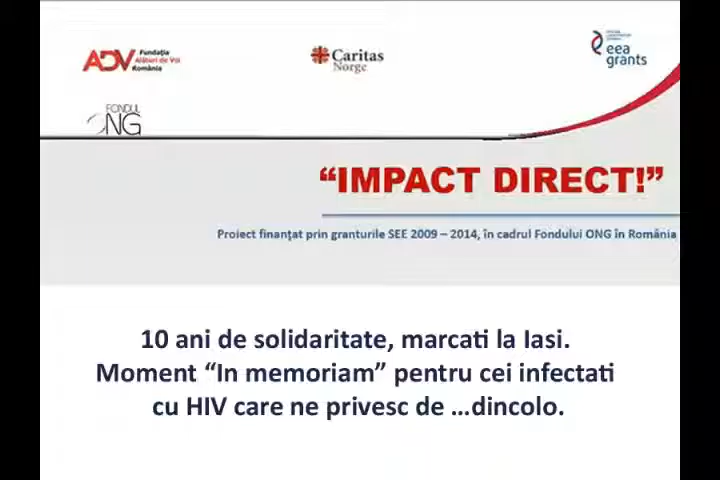 ADV Fundația
Alături de Voi
România
Caritas
Norge
eea
grants
FONDUL
ONG
“IMPACT DIRECT!”
Proiect finanţat prin granturile SEE 2009 – 2014, în cadrul Fondului ONG în România
10 ani de solidaritate, marcati la Iasi.
Moment “In memoriam” pentru cei infectati
cu HIV care ne privesc de ...dincolo.